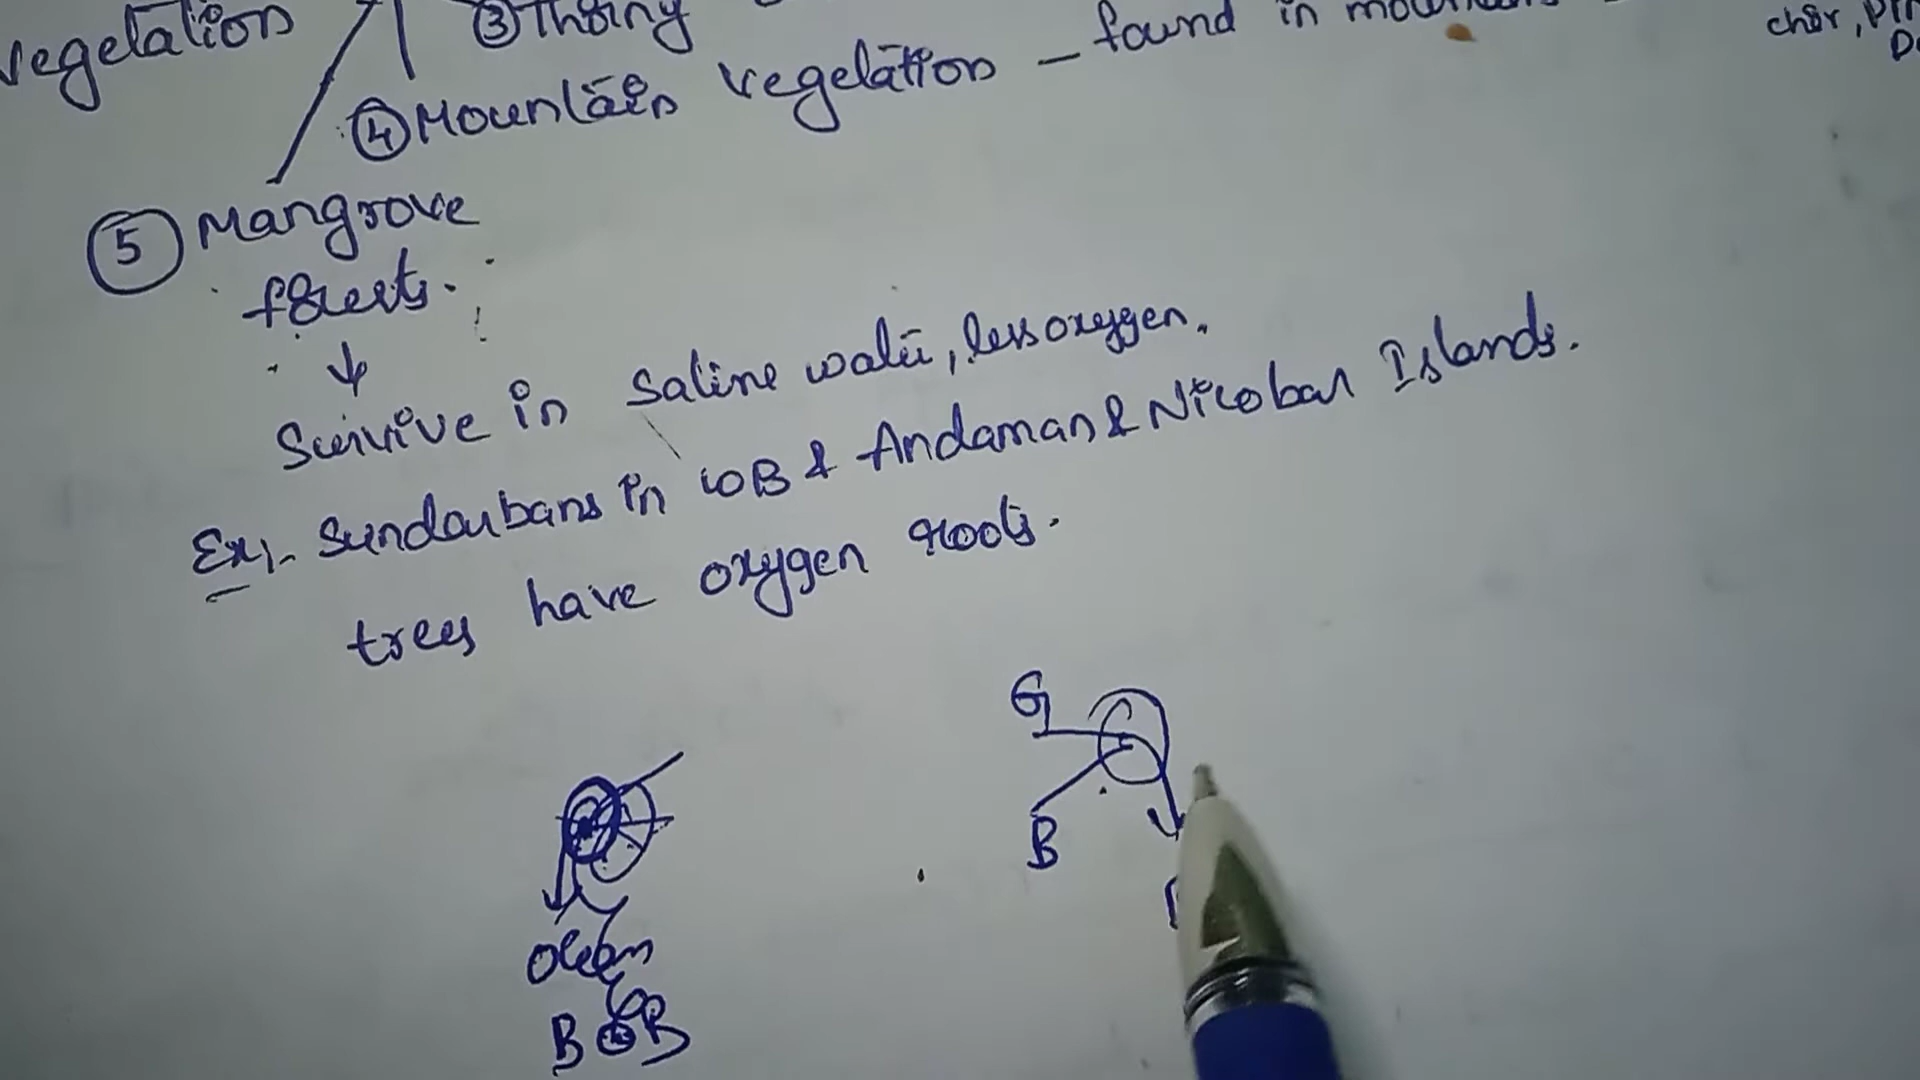 vegetation
③ Thorny
④ Mountain vegetation – found in
chir,
⑤ Mangrove
forests.
↓
Survive in saline water, less oxygen.
Ex:- Sundarbans in WB & Andaman & Nicobar Islands.
trees have oxygen roots.
G
B
Ocean
BOB